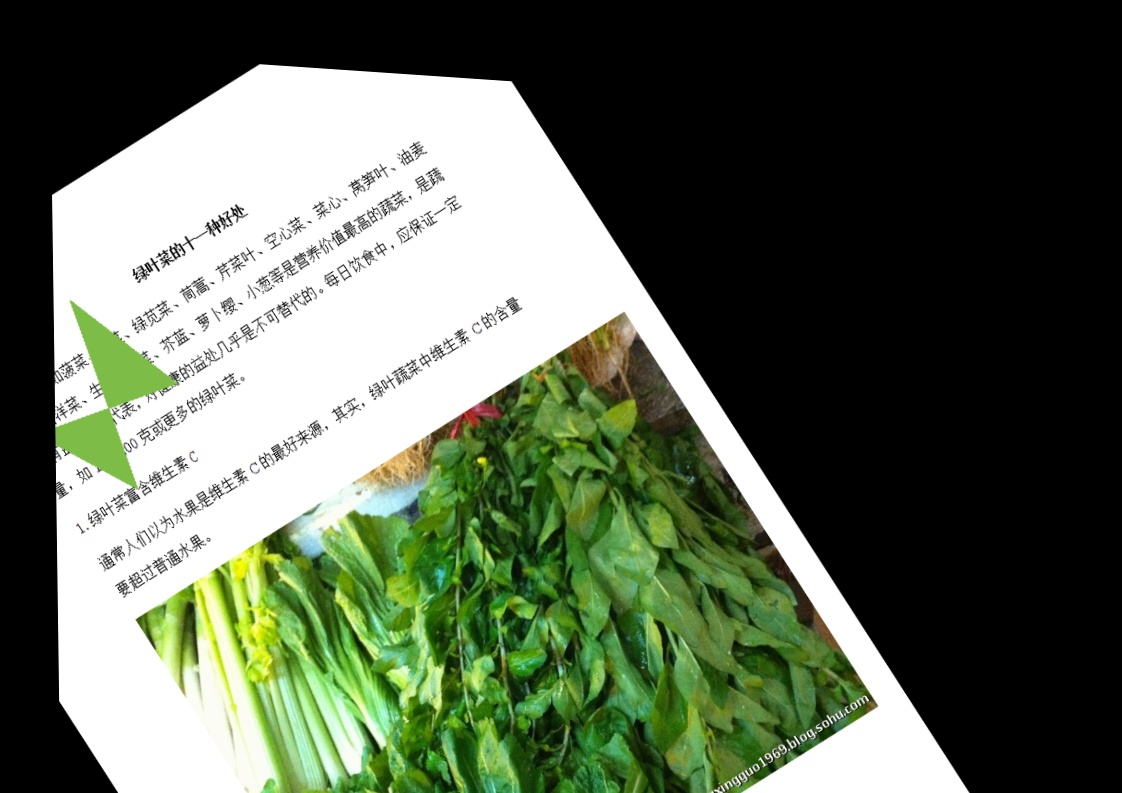 绿叶菜的十一种好处
如菠菜、绿苋菜、茼蒿、芹菜叶、空心菜、菜心、莴笋叶、油麦
洋菜、生菜、芥蓝、萝卜缨、小葱等是营养价值最高的蔬菜，是蔬
代表，对健康的益处几乎是不可替代的。每日饮食中，应保证一定
量，如 00 克或更多的绿叶菜。
1.绿叶菜富含维生素 C
通常人们以为水果是维生素 C 的最好来源，其实，绿叶蔬菜中维生素 C 的含量
要超过普通水果。
xingguo1969.blog.sohu.com